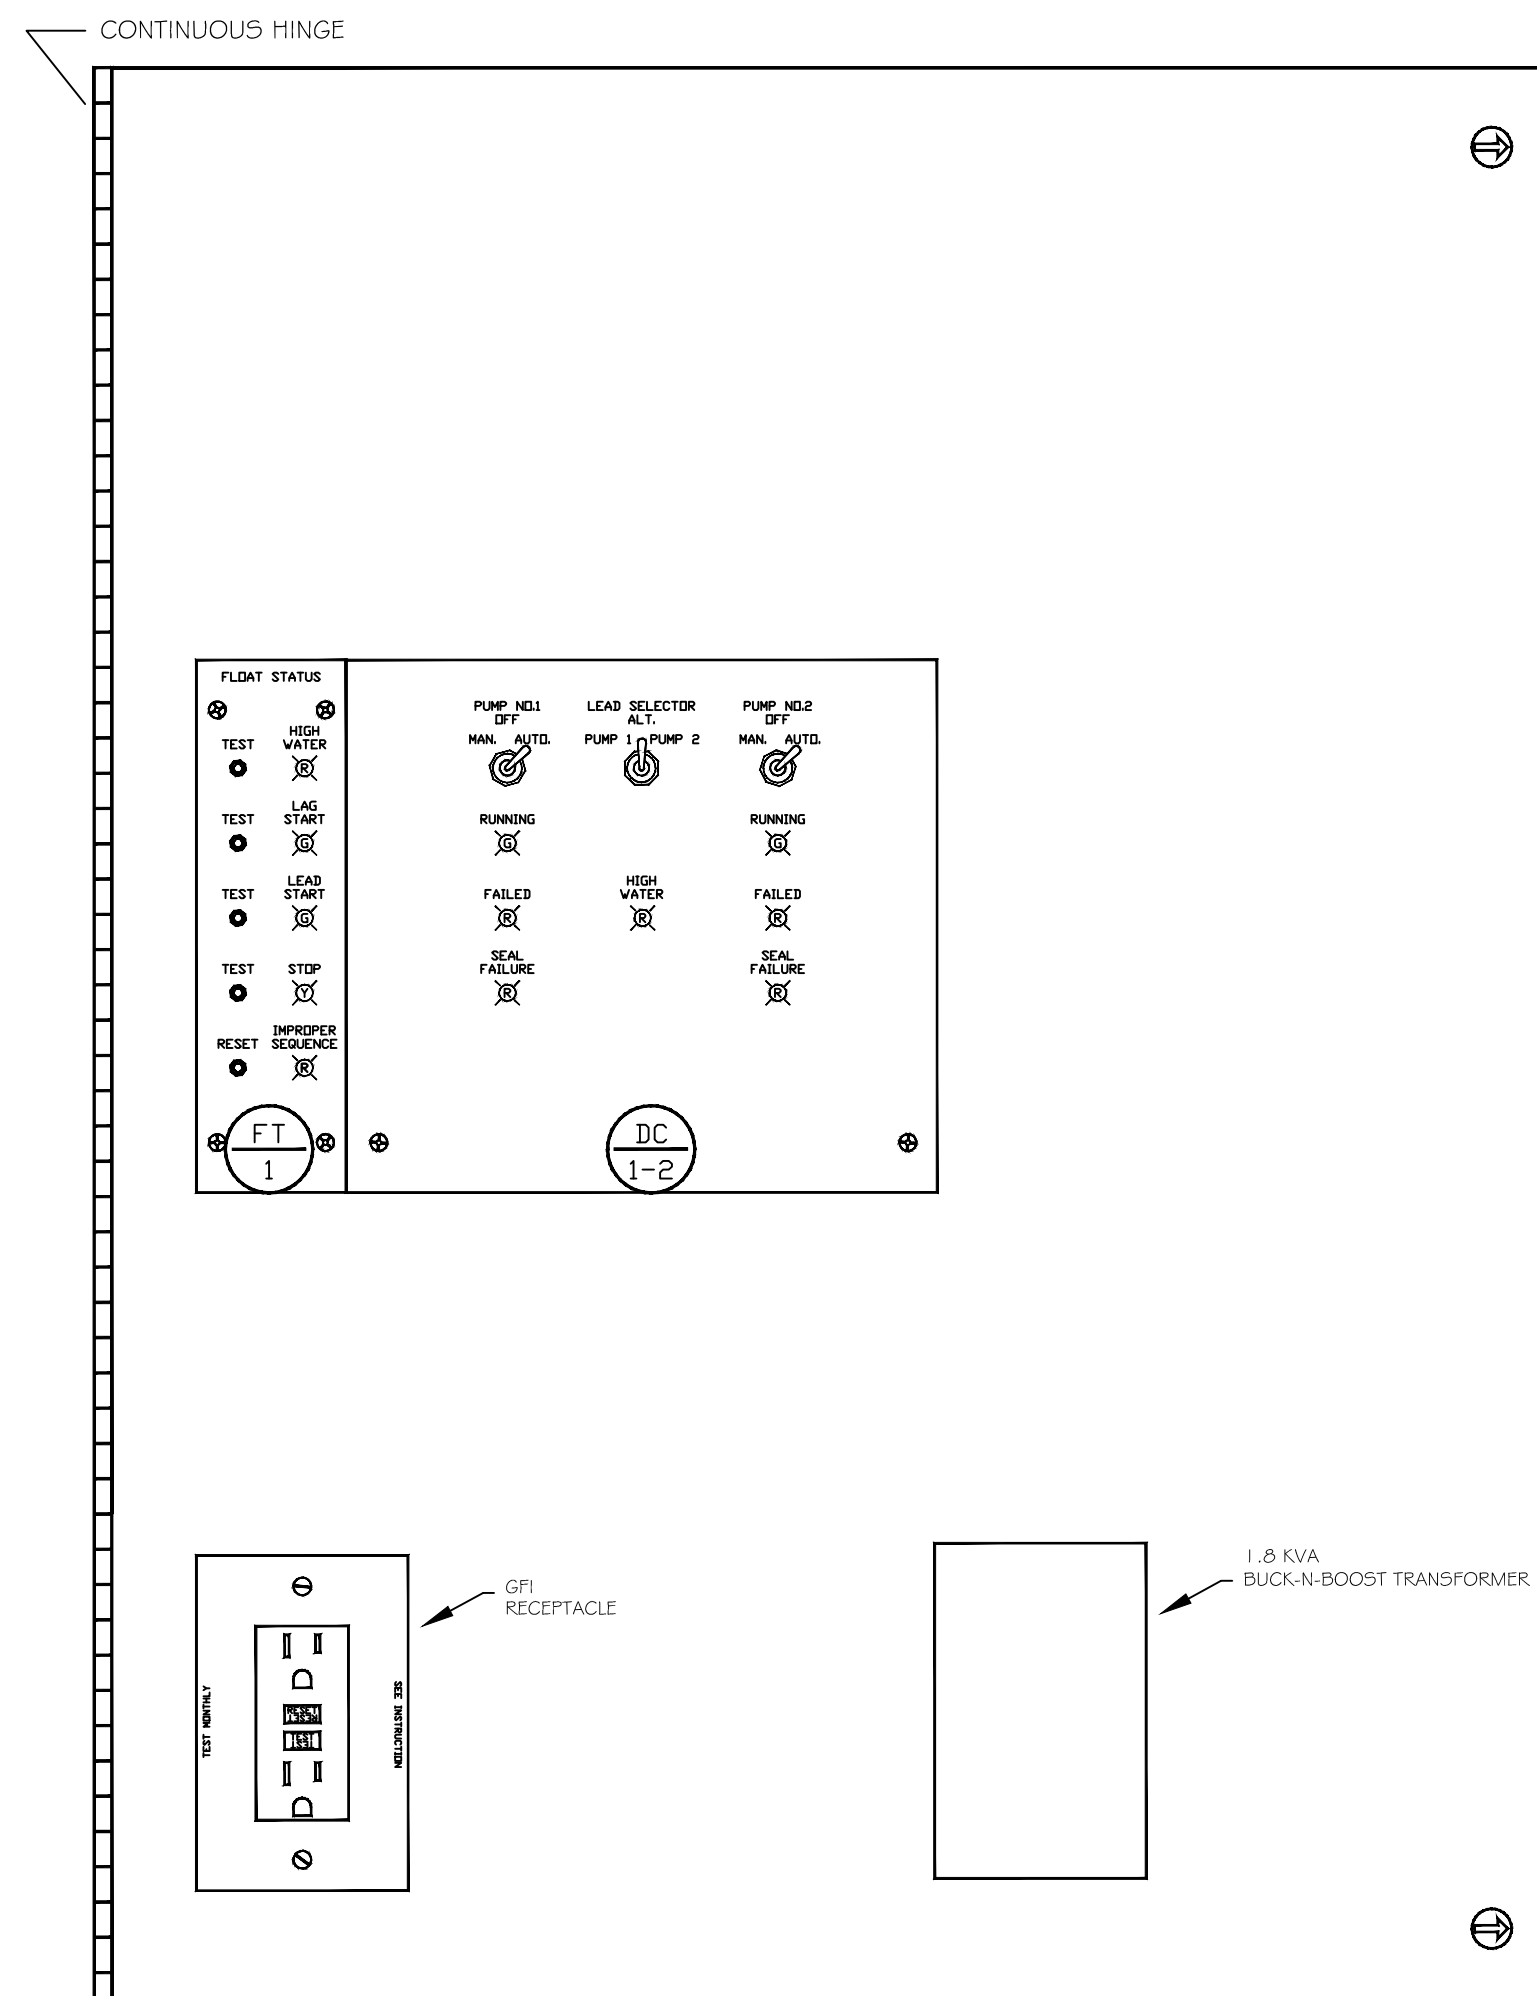 CONTINUOUS HINGE
FLOAT STATUS
TEST
HIGH
WATER
R
TEST
LAG
START
G
TEST
LEAD
START
G
TEST
STOP
Y
RESET
IMPROPER
SEQUENCE
R
FT
1
PUMP NO.1
OFF
MAN. AUTO.
RUNNING
G
FAILED
R
SEAL
FAILURE
R
LEAD SELECTOR
ALT.
PUMP 1 PUMP 2
HIGH
WATER
R
PUMP NO.2
OFF
MAN. AUTO.
RUNNING
G
FAILED
R
SEAL
FAILURE
R
DC
1-2
TEST MONTHLY
RESET
RESET
TEST
TEST
SEE INSTRUCTION
GFI
RECEPTACLE
1.8 KVA
BUCK-N-BOOST TRANSFORMER